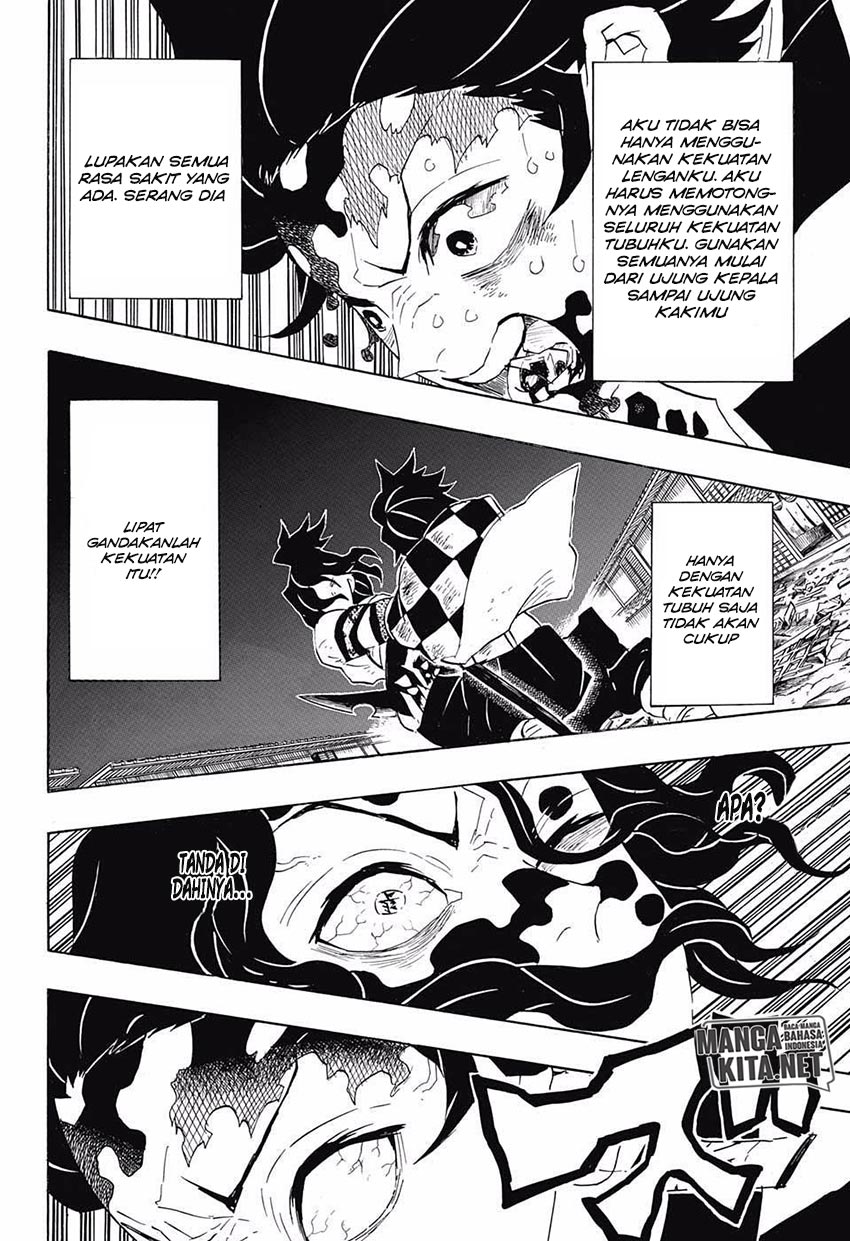 AKU TIDAK BISA
HANYA MENGGU-
NAKAN KEKUATAN
LENGANKU. AKU
HARUS MEMOTONG-
NYA MENGGUNAKAN
SELURUH KEKUATAN
TUBUHKU. GUNAKAN
SEMUANYA MULAI
DARI UJUNG KEPALA
SAMPAI UJUNG
KAKIMU
LUPAKAN SEMUA
RASA SAKIT YANG
ADA. SERANG DIA
HANYA
DENGAN
KEKUATAN
TUBUH SAJA
TIDAK AKAN
CUKUP
LIPAT
GANDAKANLAH
KEKUATAN
ITU!!
APA?
TANDA DI
DAHINYA...
MANGA
KITA.NET
BACA MANGA
BAHASA
INDONESIA